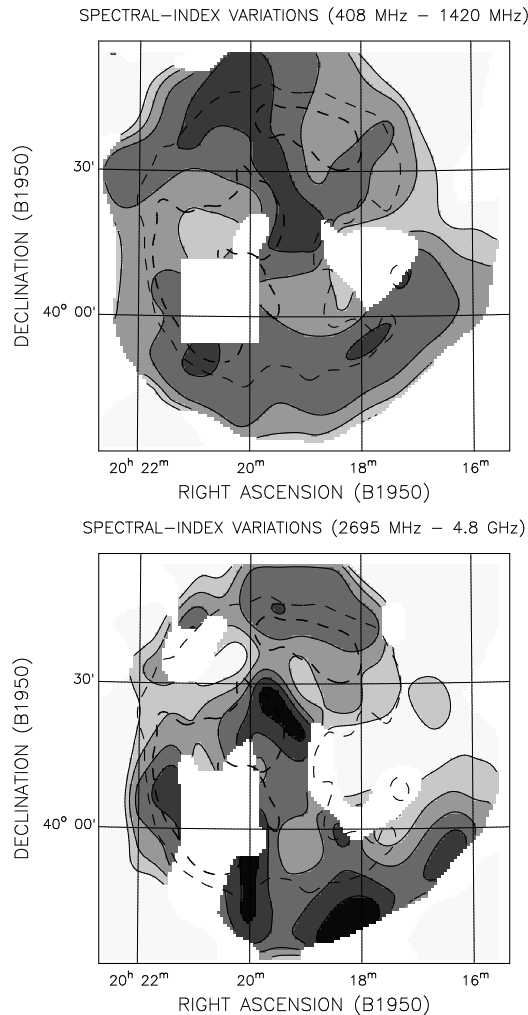 SPECTRAL-INDEX VARIATIONS (408 MHz - 1420 MHz)
DECLINATION (B1950)
30'
40° 00'
20ʰ 22ᵐ 20ᵐ 18ᵐ 16ᵐ
RIGHT ASCENSION (B1950)
SPECTRAL-INDEX VARIATIONS (2695 MHz - 4.8 GHz)
DECLINATION (B1950)
30'
40° 00'
20ʰ 22ᵐ 20ᵐ 18ᵐ 16ᵐ
RIGHT ASCENSION (B1950)